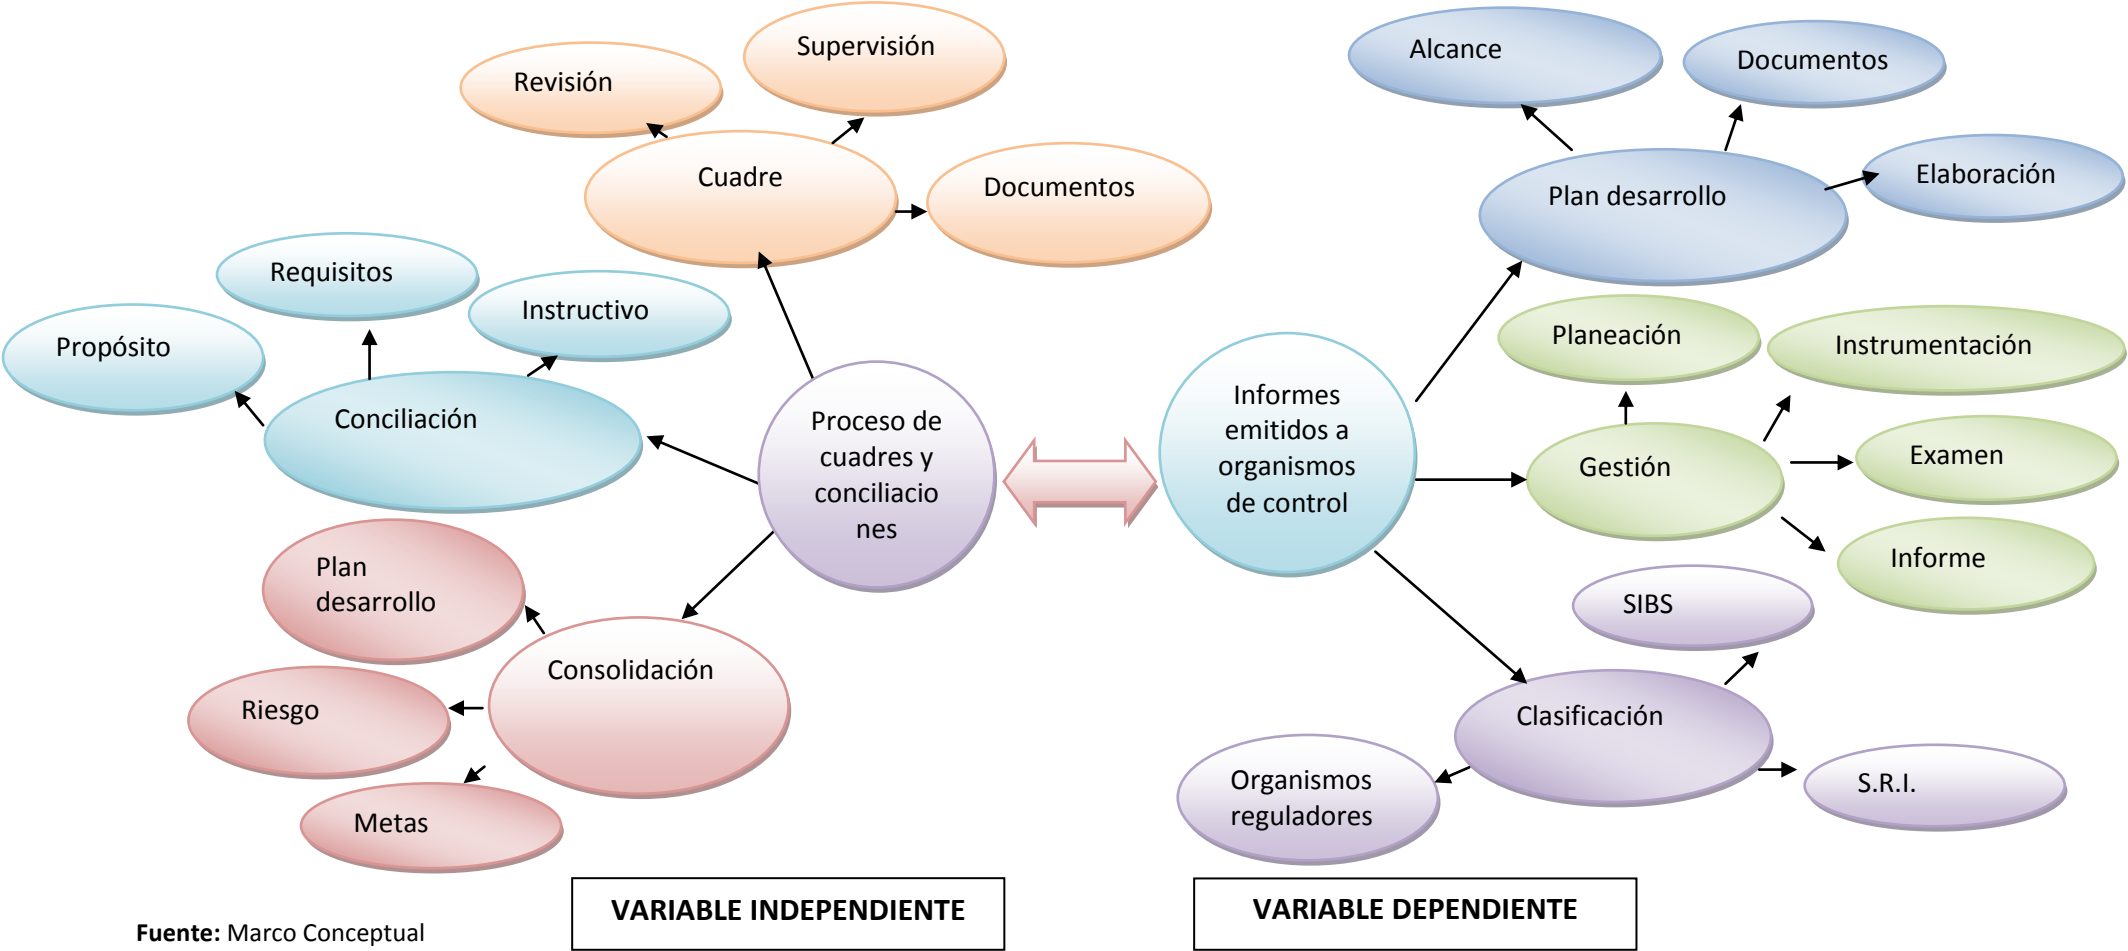 Supervisión
Revisión
Cuadre
Documentos
Requisitos
Instructivo
Propósito
Conciliación
Proceso de
cuadres y
conciliacio
nes
Plan
desarrollo
Consolidación
Riesgo
Metas
Alcance
Documentos
Elaboración
Plan desarrollo
Planeación
Instrumentación
Informes
emitidos a
organismos
de control
Gestión
Examen
Informe
SIBS
Clasificación
Organismos
reguladores
S.R.I.
VARIABLE INDEPENDIENTE
VARIABLE DEPENDIENTE
Fuente: Marco Conceptual